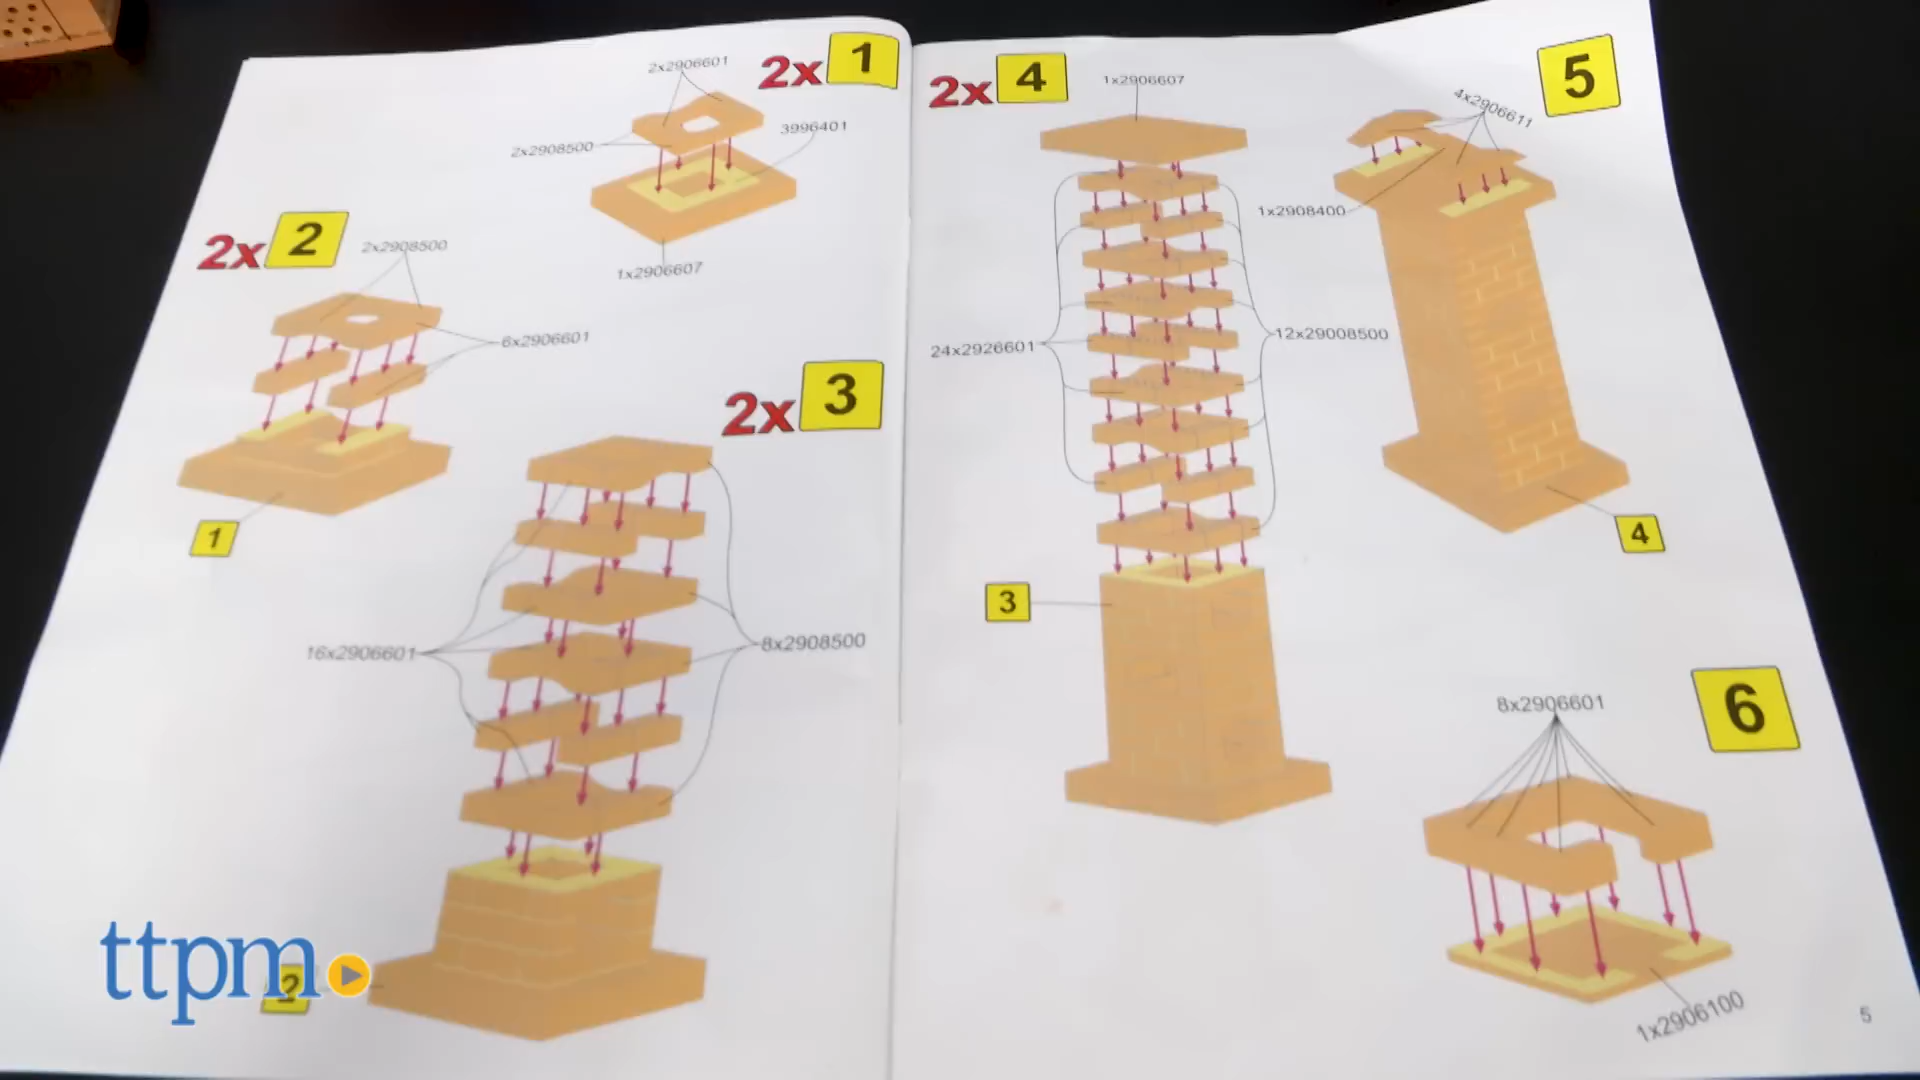 2x 1
2x2906601
3996401
2x2908500
1x2906607
2x 2
2x2908500
6x2906601
1
2x 3
16x2906601
8x2908500
2
2x 4
1x2906607
24x2926601
12x29008500
3
5
4x2906611
1x2908400
4
6
8x2906601
1x2906100
5
ttpm